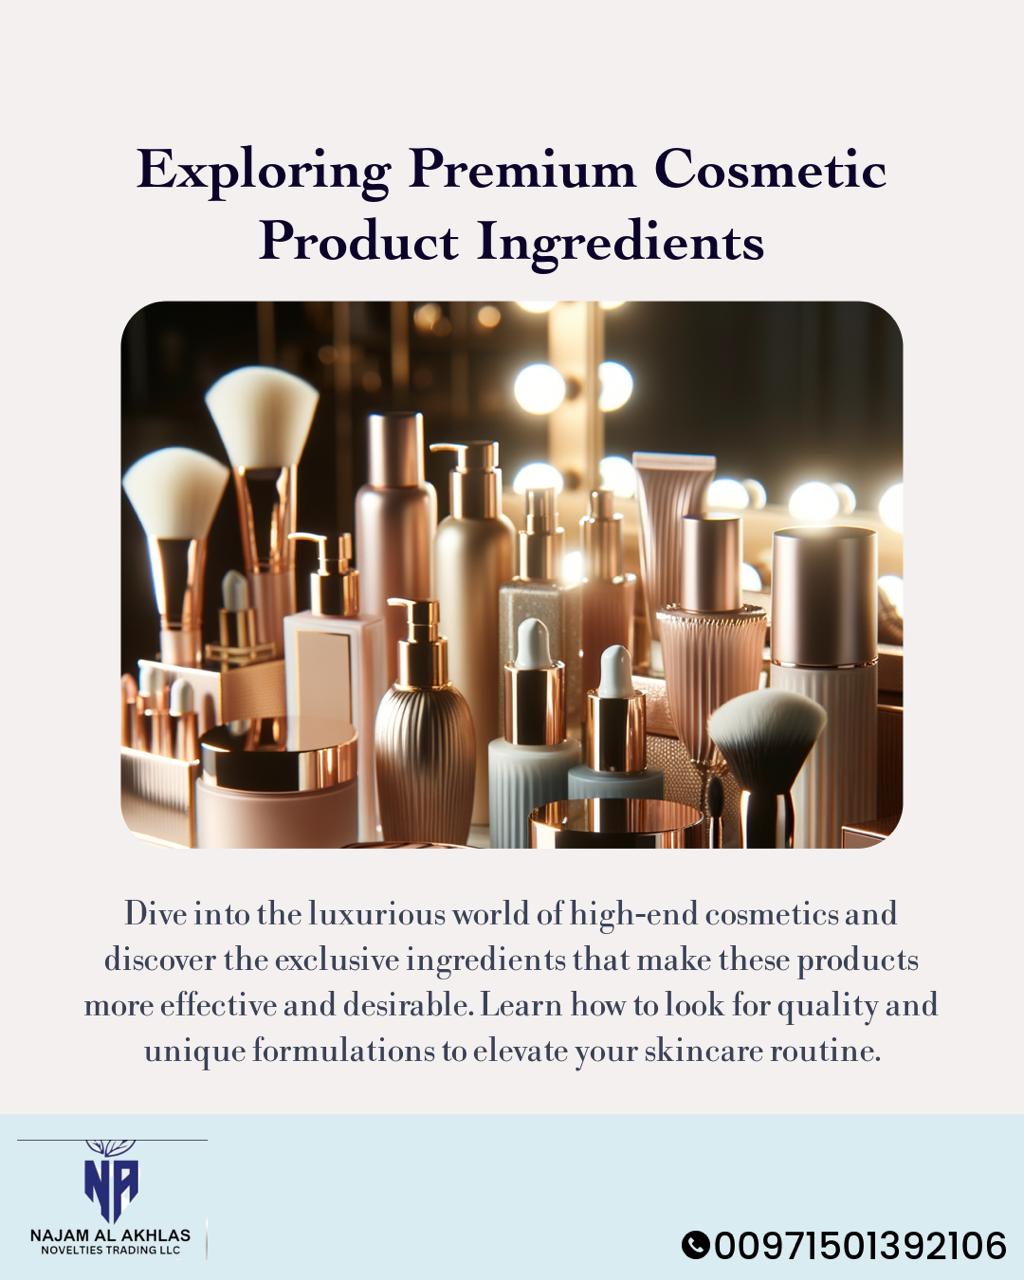 Exploring Premium Cosmetic
Product Ingredients
Dive into the luxurious world of high-end cosmetics and
discover the exclusive ingredients that make these products
more effective and desirable. Learn how to look for quality and
unique formulations to elevate your skincare routine.
NA
NAJAM AL AKHLAS
NOVELTIES TRADING LLC
00971501392106